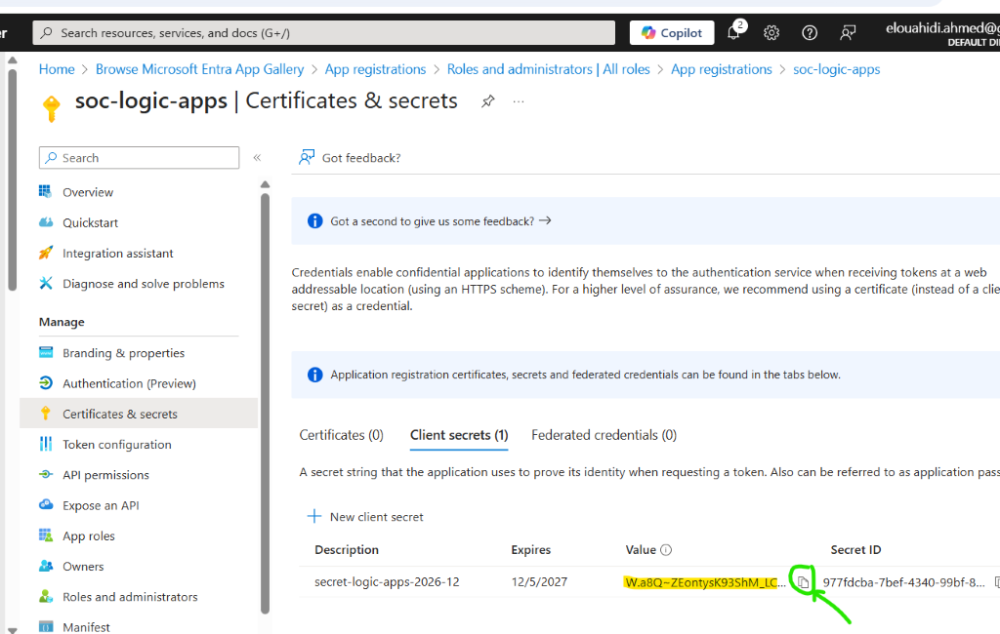 er
Search resources, services, and docs (G+/)
Copilot
2
elouahidi.ahmed@g
DEFAULT DI
Home > Browse Microsoft Entra App Gallery > App registrations > Roles and administrators | All roles > App registrations > soc-logic-apps
soc-logic-apps | Certificates & secrets
...
Search
«
Got feedback?
Overview
Quickstart
Integration assistant
Diagnose and solve problems
Manage
Branding & properties
Authentication (Preview)
Certificates & secrets
Token configuration
API permissions
Expose an API
App roles
Owners
Roles and administrators
Manifest
Got a second to give us some feedback? →
Credentials enable confidential applications to identify themselves to the authentication service when receiving tokens at a web
addressable location (using an HTTPS scheme). For a higher level of assurance, we recommend using a certificate (instead of a clie
secret) as a credential.
Application registration certificates, secrets and federated credentials can be found in the tabs below.
Certificates (0) Client secrets (1) Federated credentials (0)
A secret string that the application uses to prove its identity when requesting a token. Also can be referred to as application pass
+ New client secret
Description Expires Value Secret ID
secret-logic-apps-2026-12 12/5/2027 W.a8Q~ZEontysK93ShM_LC... 977fdcba-7bef-4340-99bf-8...